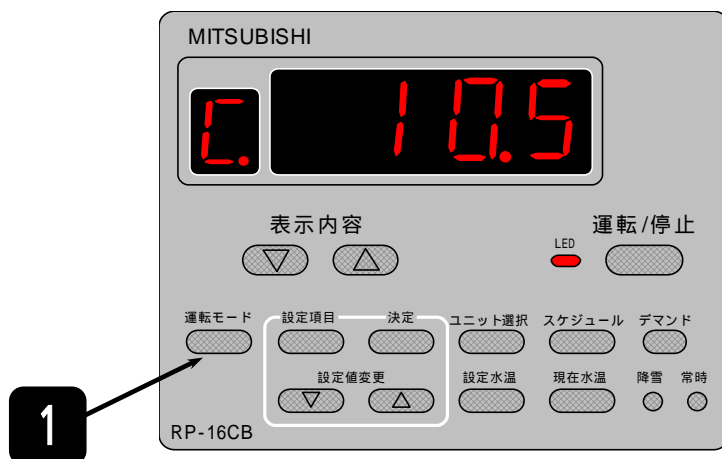 MITSUBISHI
C. 10.5
表示内容
LED
運転/停止
運転モード
設定項目
決定
ユニット選択
スケジュール
デマンド
設定値変更
設定水温
現在水温
降雪
常時
1
RP-16CB